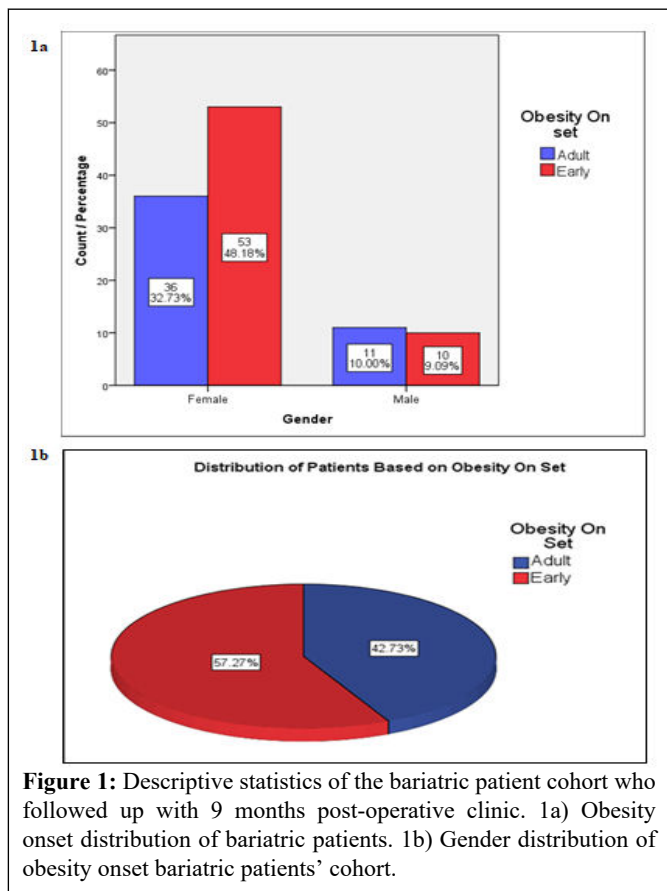 1a
60
50
40
30
20
10
0
Count / Percentage
53
48.18%
36
32.73%
11
10.00%
10
9.09%
Female
Male
Gender
Obesity On
set
Adult
Early
1b
Distribution of Patients Based on Obesity On Set
Obesity On
Set
Adult
Early
57.27%
42.73%
Figure 1: Descriptive statistics of the bariatric patient cohort who
followed up with 9 months post-operative clinic. 1a) Obesity
onset distribution of bariatric patients. 1b) Gender distribution of
obesity onset bariatric patients’ cohort.